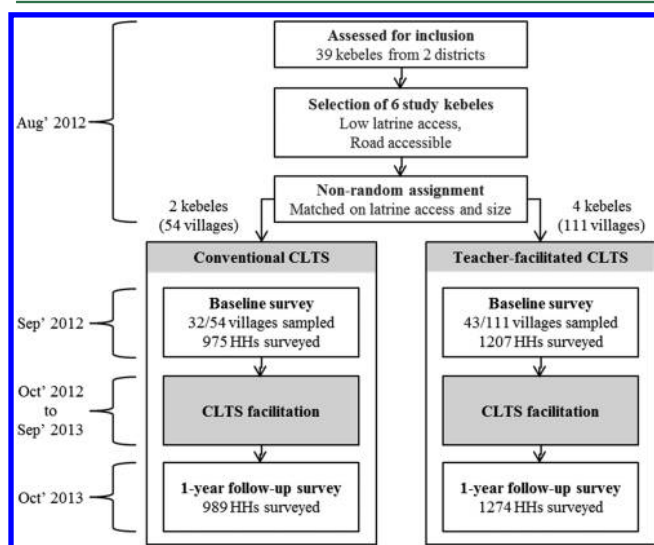 Assessed for inclusion
39 kebeles from 2 districts
Aug' 2012
Selection of 6 study kebeles
Low latrine access,
Road accessible
Non-random assignment
Matched on latrine access and size
2 kebeles
(54 villages)
4 kebeles
(111 villages)
Conventional CLTS
Teacher-facilitated CLTS
Sep' 2012
Baseline survey
32/54 villages sampled
975 HHs surveyed
Baseline survey
43/111 villages sampled
1207 HHs surveyed
Oct' 2012
to
Sep' 2013
CLTS facilitation
CLTS facilitation
Oct' 2013
1-year follow-up survey
989 HHs surveyed
1-year follow-up survey
1274 HHs surveyed